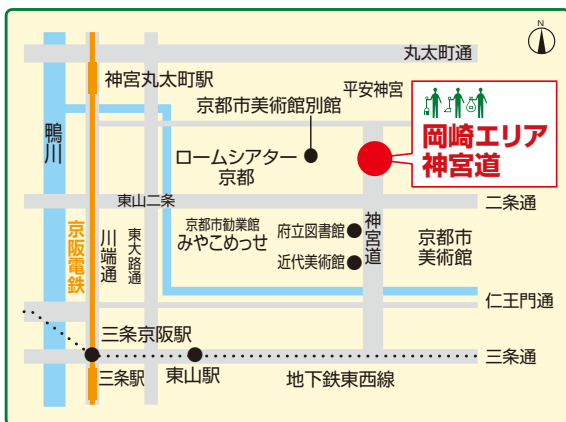 N
丸太町通
神宮丸太町駅
平安神宮
京都市美術館別館
岡崎エリア
神宮道
鴨川
ロームシアター
京都
東山二条
二条通
京阪電鉄
川端通
東大路通
京都市勧業館
みやこめっせ
府立図書館
近代美術館
神宮道
京都市
美術館
仁王門通
三条京阪駅
三条通
三条駅
東山駅
地下鉄東西線